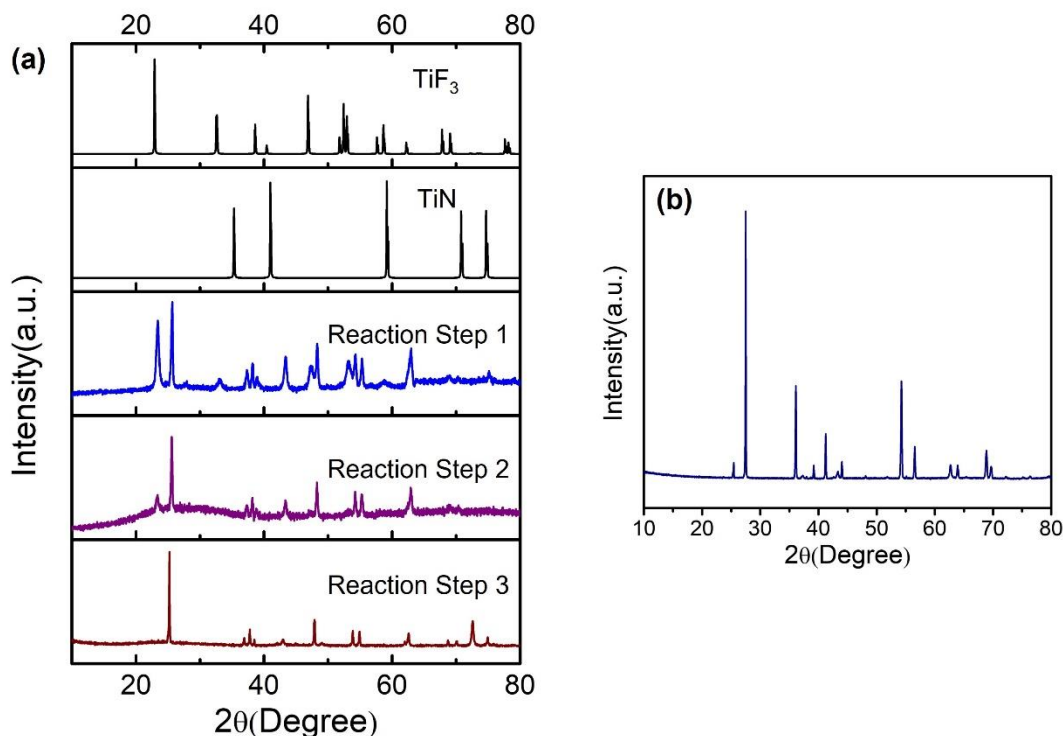 20 40 60 80
(a)
TiF3
TiN
Reaction Step 1
Reaction Step 2
Reaction Step 3
Intensity(a.u.)
20 40 60 80
2θ(Degree)
(b)
Intensity(a.u.)
10 20 30 40 50 60 70 80
2θ(Degree)